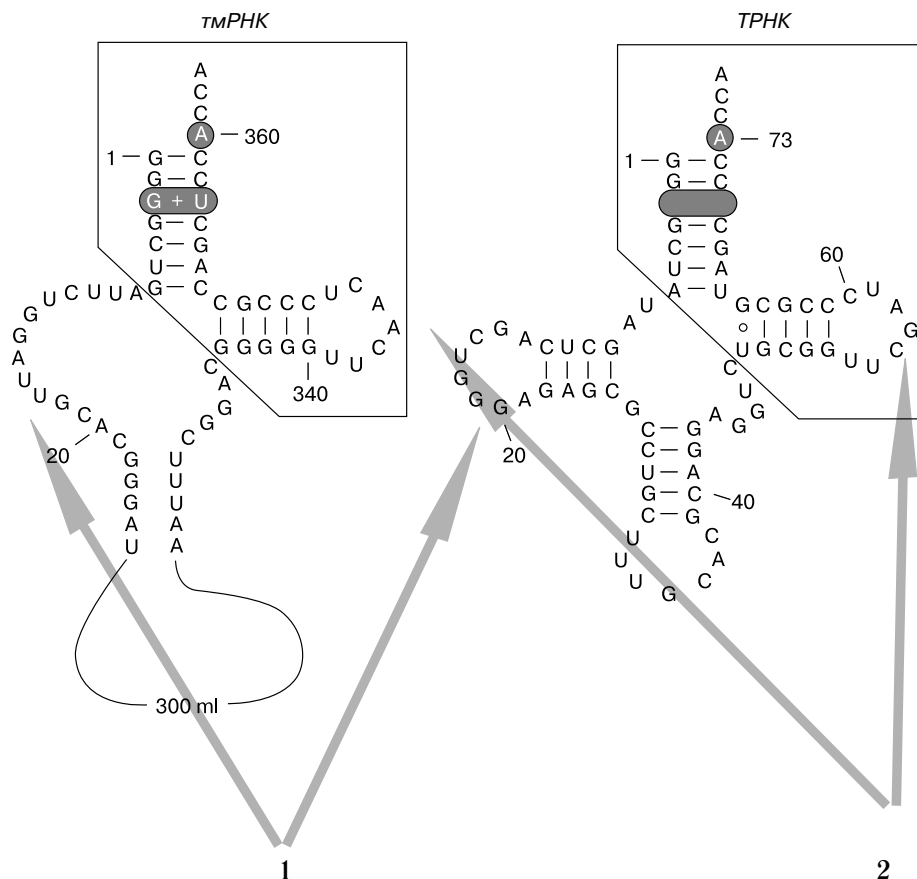 тмРНК
ТРНК
A
C
C
A 360
1 G C
G C
G + U
G C
C G
U A
G C
U C U U A
G
G
A
U
U
G
C
A
20
C
G
G
G
A
U
C G C C C U C
A
A
C
G G G G G U U
340
C
A
G
G
C
U
U
U
A
A
300 ml
A
C
C
A 73
1 G C
G C
G C
C G
U A
A U
U
A
C G A C U C G
U
G
G
G G A G A G C
20
G
C G
C G
U A
G C
C G
40
U
U
U
G
A
C
C
A
G
G
U
C
G C G C C C U
60
A
G
C
U G C G G U U
1
2